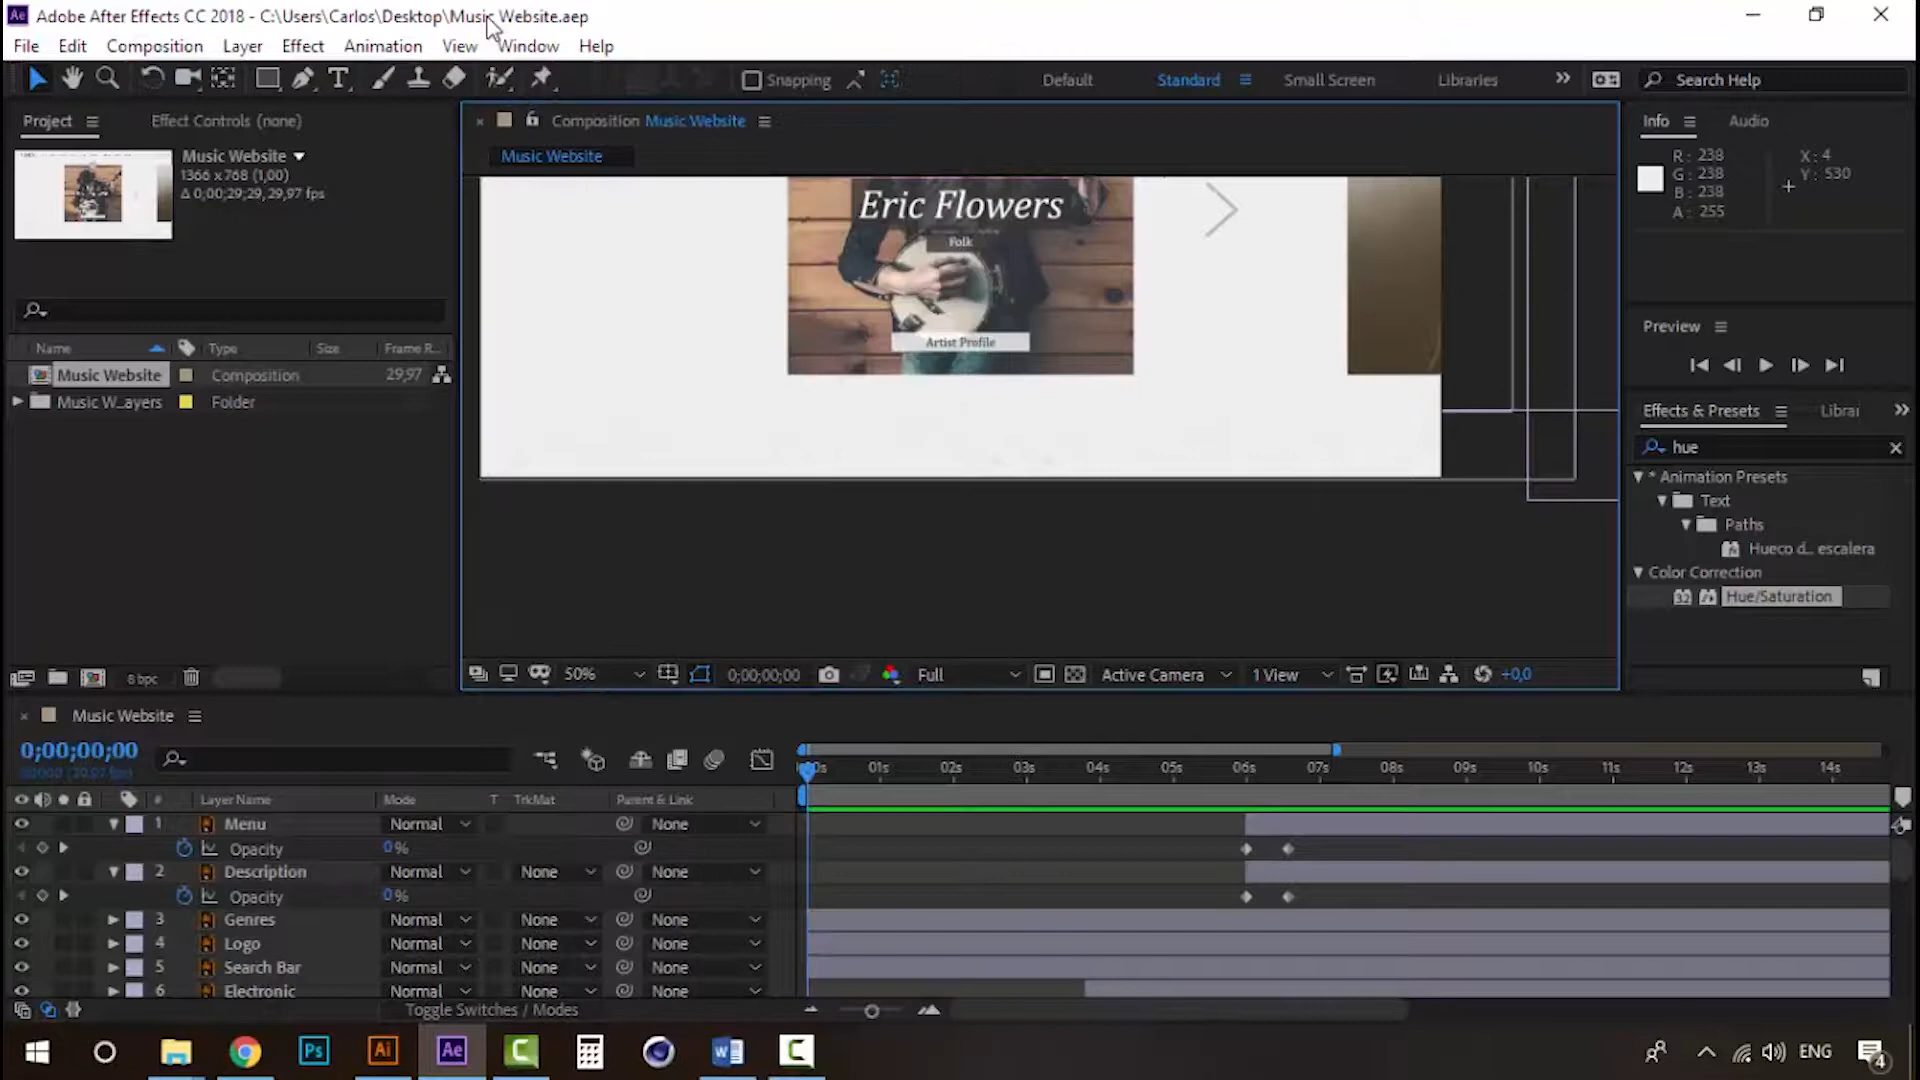 Ae Adobe After Effects CC 2018 - C:\Users\Carlos\Desktop\Music Website.aep
File Edit Composition Layer Effect Animation View Window Help
Snapping Default Standard Small Screen Libraries Search Help
Project Effect Controls (none)
Music Website
1366 x 768 (1,00)
Δ 0;00;29;29, 29,97 fps
Name Type Size Frame R...
Music Website Composition 29,97
Music W...ayers Folder
8 bpc
Composition Music Website
Music Website
Eric Flowers
Folk
Artist Profile
50% 0;00;00;00 Full Active Camera 1 View +0,0
Info Audio
R: 238 X: 4
G: 238 Y: 530
B: 238
A: 255
Preview
Effects & Presets Librai
hue
* Animation Presets
Text
Paths
Hueco d... escalera
Color Correction
32 Hue/Saturation
Music Website
0;00;00;00
00s 01s 02s 03s 04s 05s 06s 07s 08s 09s 10s 11s 12s 13s 14s
# Layer Name Mode T TrkMat Parent & Link
1 Menu Normal None
Opacity 0%
2 Description Normal None None
Opacity 0%
3 Genres Normal None None
4 Logo Normal None None
5 Search Bar Normal None None
6 Electronic Normal None None
Toggle Switches / Modes
Ps Ai Ae C W C ENG 4